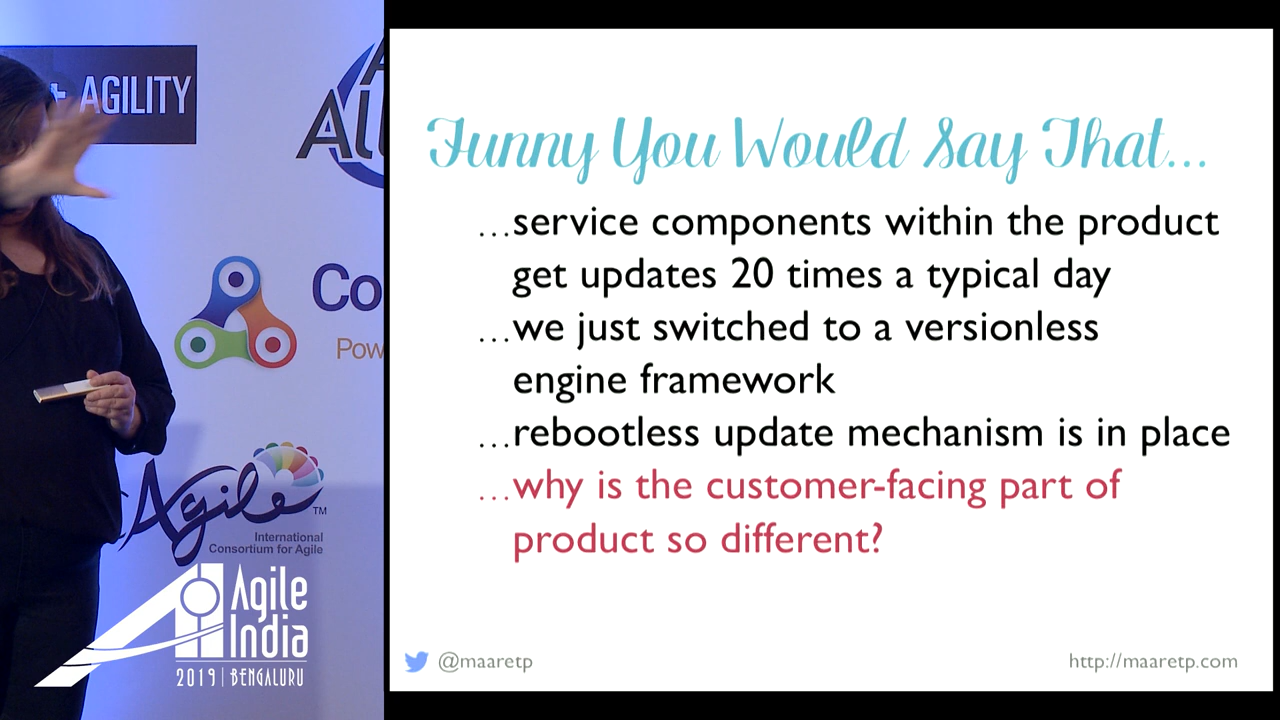 + AGILITY
Co
Pow
Agile
TM
International
Consortium for Agile
Agile
India
2019 | BENGALURU
Funny You Would Say That...
...service components within the product
get updates 20 times a typical day
...we just switched to a versionless
engine framework
...rebootless update mechanism is in place
...why is the customer-facing part of
product so different?
@maaretp
http://maaretp.com